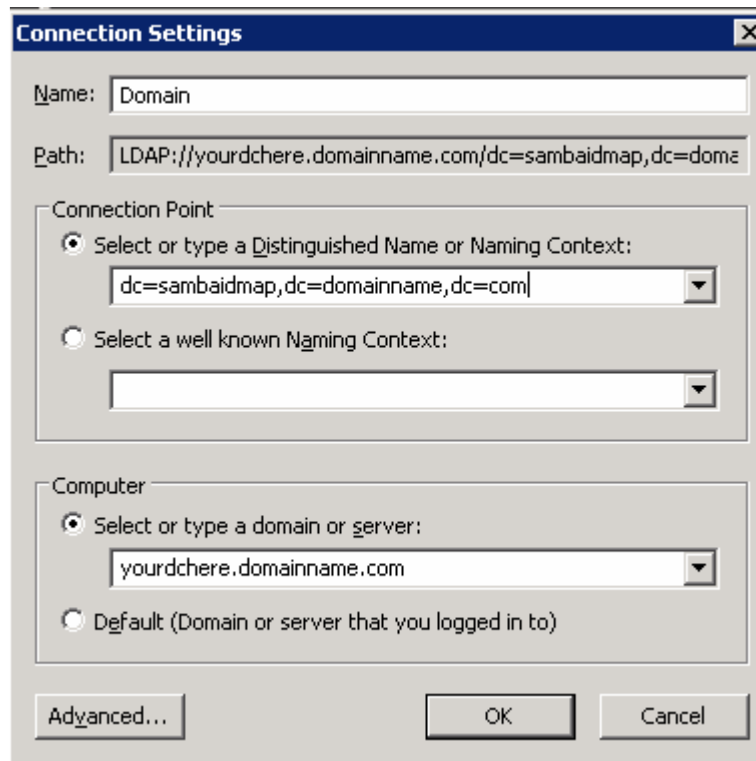 Connection Settings
Name: Domain
Path: LDAP://yourdchere.domainname.com/dc=sambaidmap,dc=doma
Connection Point
Select or type a Distinguished Name or Naming Context:
dc=sambaidmap,dc=domainname,dc=com
Select a well known Naming Context:
Computer
Select or type a domain or server:
yourdchere.domainname.com
Default (Domain or server that you logged in to)
Advanced... OK Cancel